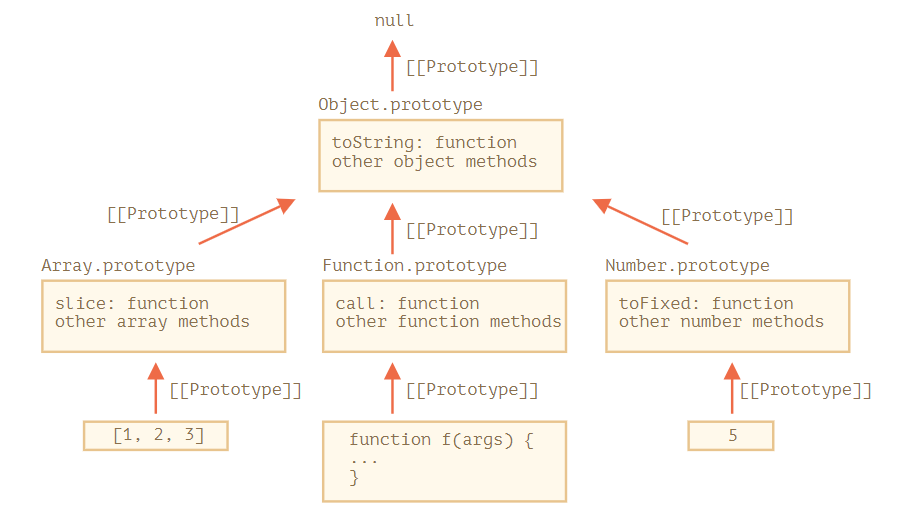 null
[[Prototype]]
Object.prototype
toString: function
other object methods
[[Prototype]]
[[Prototype]]
[[Prototype]]
Array.prototype
slice: function
other array methods
Function.prototype
call: function
other function methods
Number.prototype
toFixed: function
other number methods
[[Prototype]]
[[Prototype]]
[[Prototype]]
[1, 2, 3]
function f(args) {
...
}
5